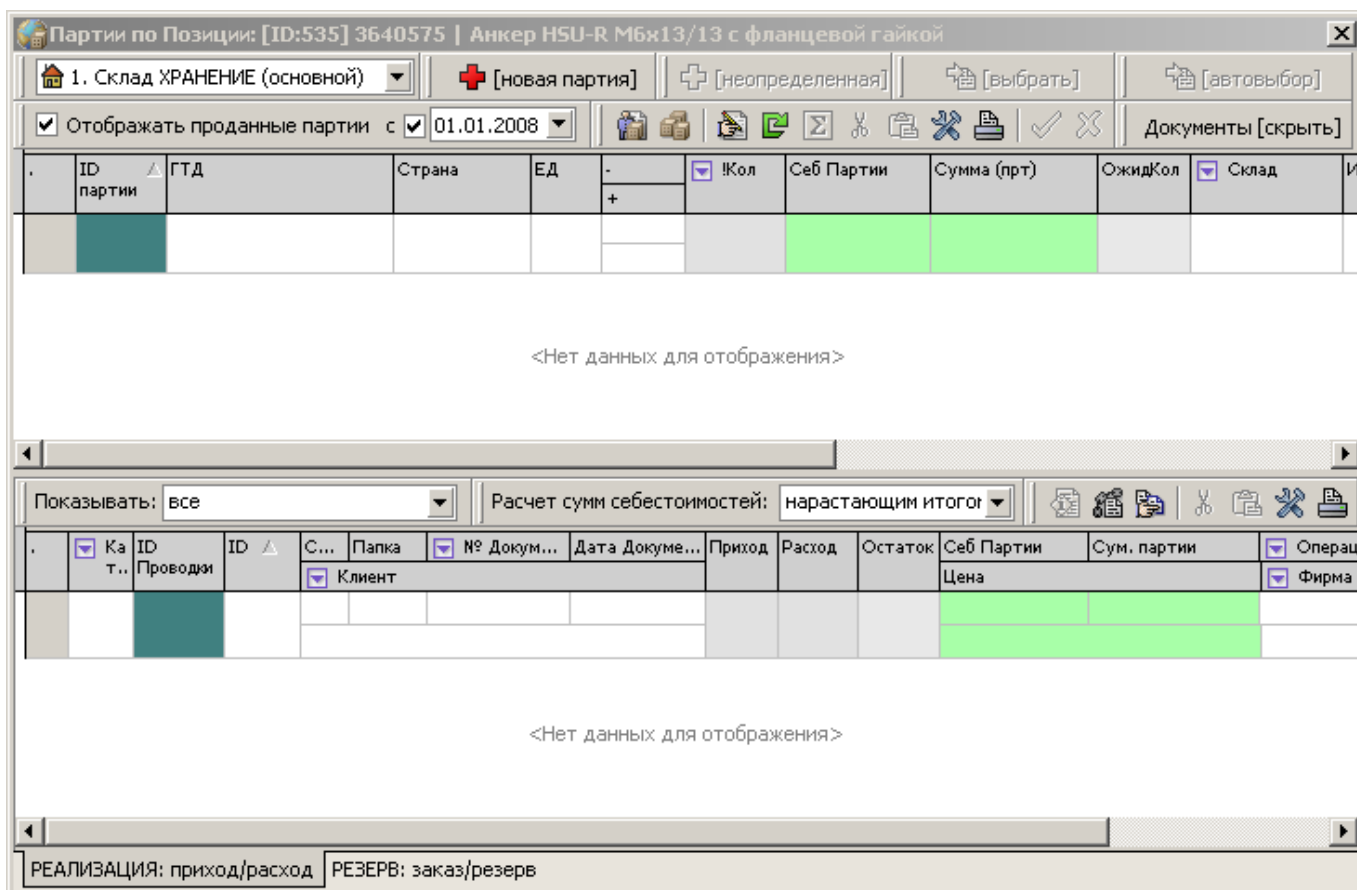 Партии по Позиции: [ID:535] 3640575 | Анкер HSU-R М6х13/13 с фланцевой гайкой
1. Склад ХРАНЕНИЕ (основной) [новая партия] [неопределенная] [выбрать] [автовыбор]
Отображать проданные партии с 01.01.2008 Документы [скрыть]
. ID партии ГТД Страна ЕД - !Кол Себ Партии Сумма (прт) ОжидКол Склад И
+
<Нет данных для отображения>
Показывать: все Расчет сумм себестоимостей: нарастающим итогог
. Ка т.. ID Проводки ID С... Папка № Докум... Дата Докуме... Приход Расход Остаток Себ Партии Сум. партии Операц
Клиент Цена Фирма
<Нет данных для отображения>
РЕАЛИЗАЦИЯ: приход/расход РЕЗЕРВ: заказ/резерв